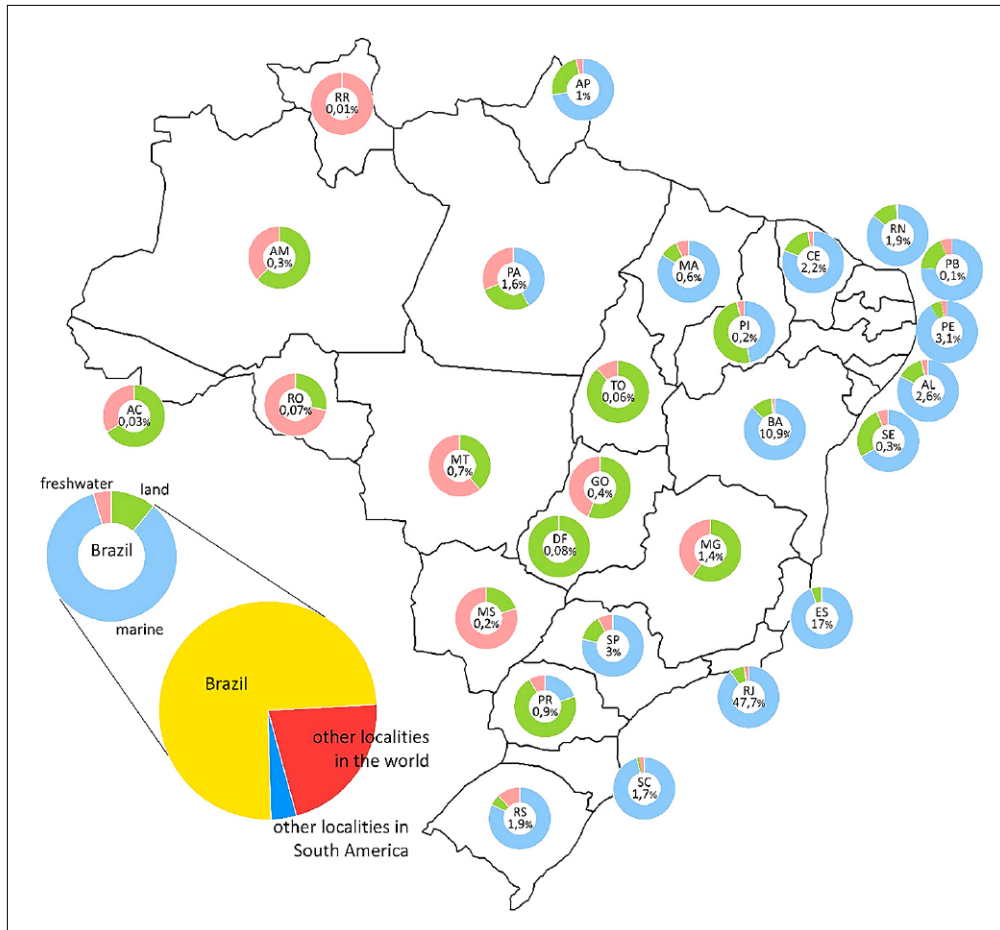 RR
0,01%
AP
1%
AM
0,3%
PA
1,6%
MA
0,6%
CE
2,2%
RN
1,9%
PB
0,1%
PI
0,2%
PE
3,1%
TO
0,06%
AL
2,6%
AC
0,03%
RO
0,07%
BA
10,9%
SE
0,3%
MT
0,7%
GO
0,4%
DF
0,08%
MG
1,4%
MS
0,2%
SP
3%
ES
17%
RJ
47,7%
PR
0,9%
SC
1,7%
RS
1,9%
freshwater
land
Brazil
marine
Brazil
other localities
in the world
other localities in
South America